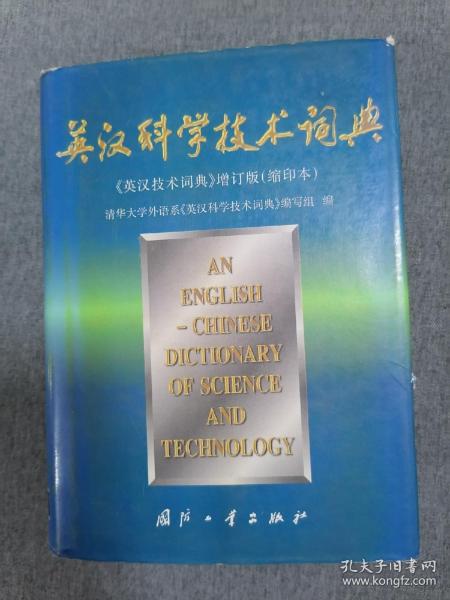 英汉科学技术词典
《英汉技术词典》增订版(缩印本)
清华大学外语系《英汉科学技术词典》编写组 编
AN
ENGLISH
- CHINESE
DICTIONARY
OF SCIENCE
AND
TECHNOLOGY
国防工业出版社
孔夫子旧书网
www.kongfz.com